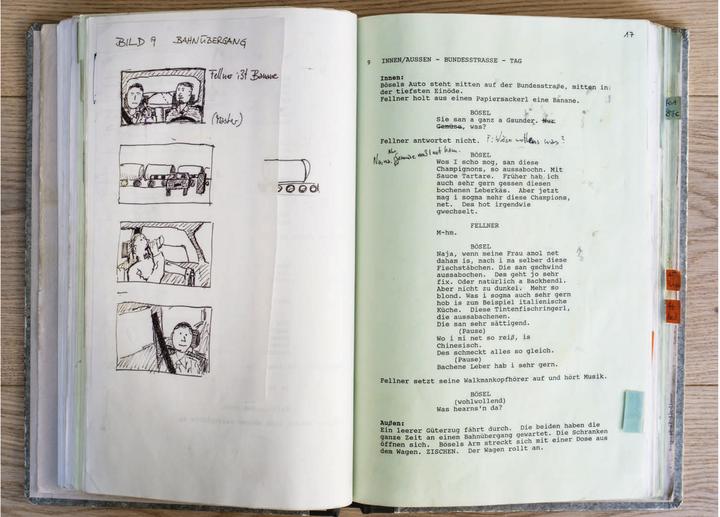 BILD 9 BAHNÜBERGANG
Fellner ißt Banane
(Master)
17
9 INNEN/AUSSEN - BUNDESSTRASSE - TAG
Innen:
Bösels Auto steht mitten auf der Bundesstraße, mitten in
der tiefsten Einöde.
Fellner holt aus einem Papiersackerl eine Banane.
BÖSEL
Sie san a ganz a Gsunder. Nur
Gemüse, was?
Fellner antwortet nicht. F: was?
BÖSEL
Wos I scho mog, san diese
Champignons, so aussabochn. Mit
Sauce Tartare. Früher hab ich
auch sehr gern gessen diesen
bochenen Leberkäs. Aber jetzt
mag i sogma mehr diese Champions,
net. Des hot irgendwie
gwechselt.
FELLNER
M-hm.
BÖSEL
Naja, wenn meine Frau amol net
daham is, nach i ma selber diese
Fischstäbchen. Die san gschwind
aussabochen. Dem geht jo sehr
fix. Oder natürlich a Backhendl.
Aber nicht zu dunkel. Mehr so
blond. Was i sogma auch sehr gern
hob is zum Beispiel italienische
Küche. Diese Tintenfischringerl,
die aussabachenen.
Die san sehr sättigend.
(Pause)
Wo i mi net so reiß, is
Chinesisch.
Des schmeckt alles so gleich.
(Pause)
Bachene Leber hab i sehr gern.
Fellner setzt seine Walkmankopfhörer auf und hört Musik.
BÖSEL
(wohlwollend)
Was hearns'n da?
Außen:
Ein leerer Güterzug fährt durch. Die beiden haben die
ganze Zeit an einem Bahnübergang gewartet. Die Schranken
öffnen sich. Bösels Arm streckt sich mit einer Dose aus
dem Wagen. ZISCHEN. Der Wagen rollt an.